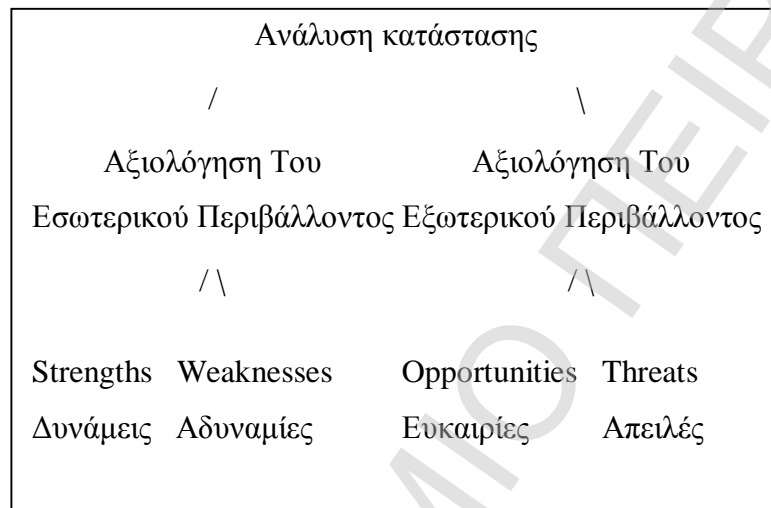 Ανάλυση κατάστασης
/ \
Αξιολόγηση Του Αξιολόγηση Του
Εσωτερικού Περιβάλλοντος Εξωτερικού Περιβάλλοντος
/ \ / \
Strengths Weaknesses Opportunities Threats
Δυνάμεις Αδυναμίες Ευκαιρίες Απειλές